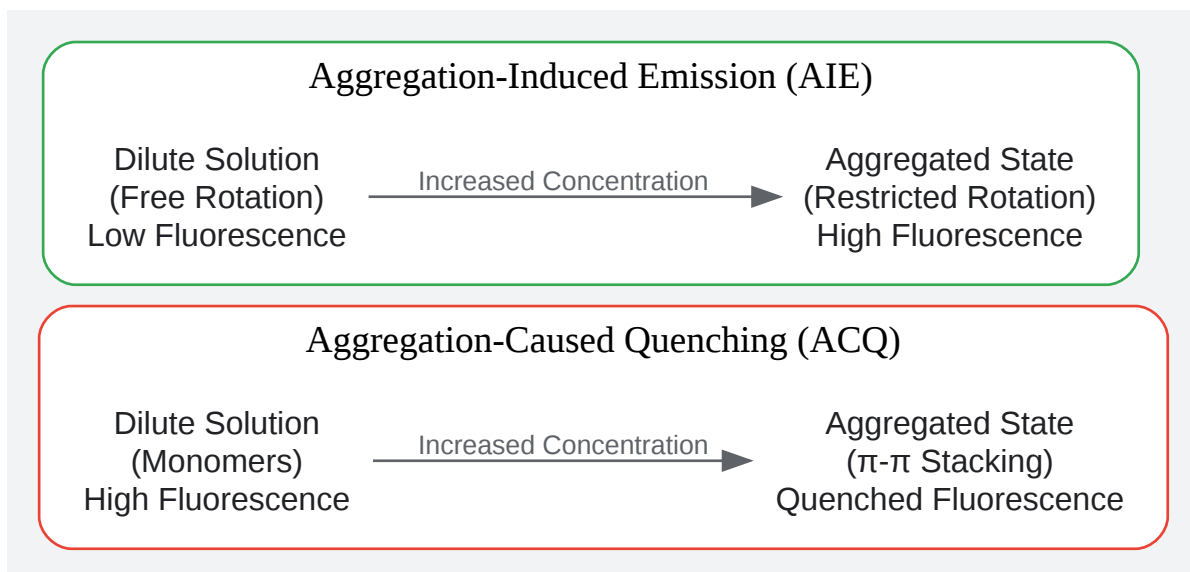 Aggregation-Induced Emission (AIE)
Dilute Solution
(Free Rotation)
Low Fluorescence
Increased Concentration
Aggregated State
(Restricted Rotation)
High Fluorescence
Aggregation-Caused Quenching (ACQ)
Dilute Solution
(Monomers)
High Fluorescence
Increased Concentration
Aggregated State
(π-π Stacking)
Quenched Fluorescence